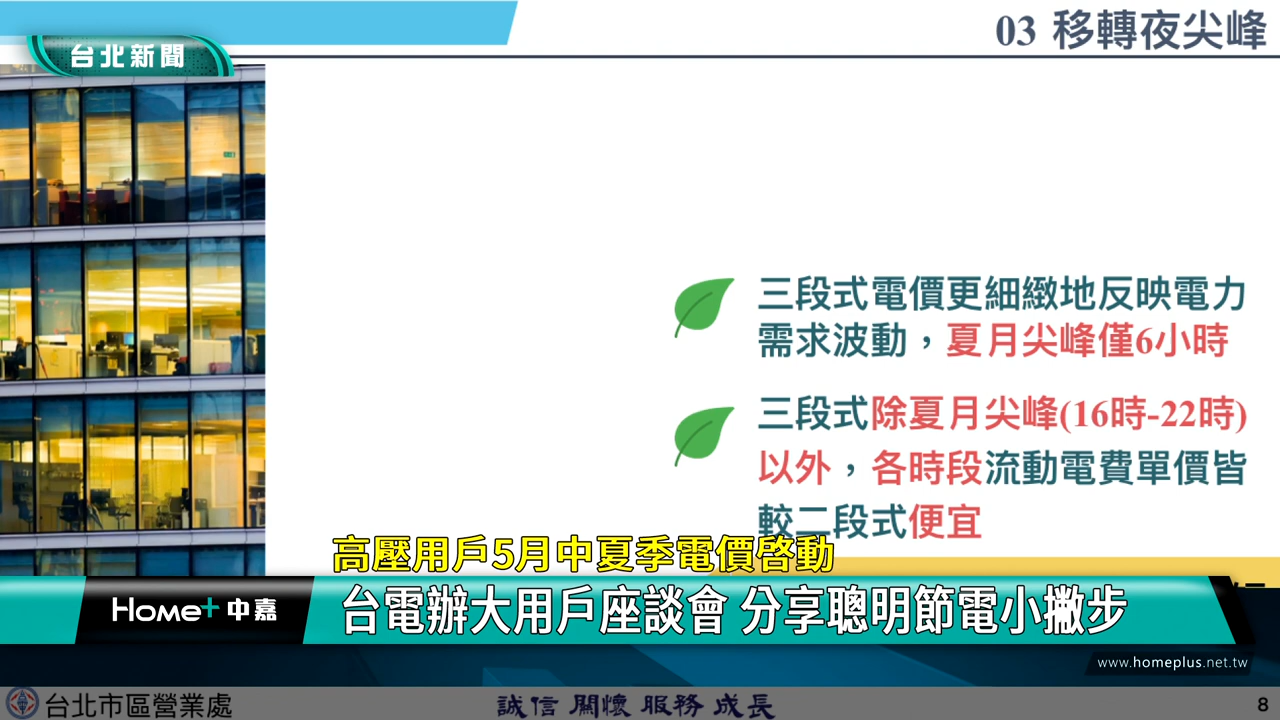 03 移轉夜尖峰
台北新聞
三段式電價更細緻地反映電力
需求波動，夏月尖峰僅6小時
三段式除夏月尖峰(16時-22時)
以外，各時段流動電費單價皆
較二段式便宜
高壓用戶5月中夏季電價啓動
Home+ 中嘉
台電辦大用戶座談會 分享聰明節電小撇步
www.homeplus.net.tw
台北市區營業處
誠信 關懷 服務 成長
8